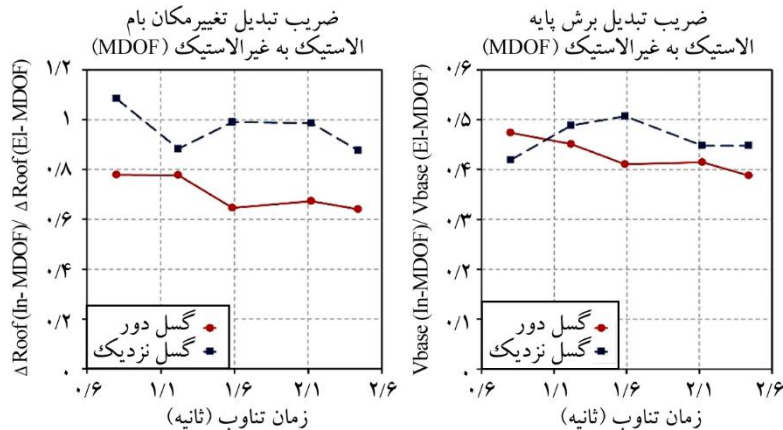 ضریب تبدیل تغییرمکان بام
الاستیک به غیرالاستیک (MDOF)
ΔRoof (In- MDOF)/ ΔRoof (El- MDOF)
۱/۲
۱
۰/۸
۰/۶
۰/۴
۰/۲
۰
گسل دور
گسل نزدیک
۰/۶ ۱/۱ ۱/۶ ۲/۱ ۲/۶
زمان تناوب (ثانیه)
ضریب تبدیل برش پایه
الاستیک به غیرالاستیک (MDOF)
Vbase (In-MDOF)/ Vbase (El-MDOF)
۰/۶
۰/۵
۰/۴
۰/۳
۰/۲
۰/۱
۰
گسل دور
گسل نزدیک
۰/۶ ۱/۱ ۱/۶ ۲/۱ ۲/۶
زمان تناوب (ثانیه)